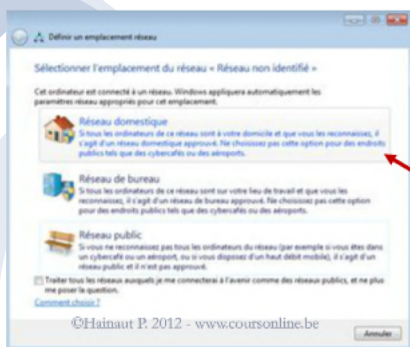 Définir un emplacement réseau
Sélectionner l'emplacement du réseau « Réseau non identifié »
Cet ordinateur est connecté à un réseau. Windows appliquera automatiquement les
paramètres réseau appropriés pour cet emplacement.
Réseau domestique
Si tous les ordinateurs de ce réseau sont à votre domicile et que vous les reconnaissez, il
s'agit d'un réseau domestique approuvé. Ne choisissez pas cette option pour des endroits
publics tels que des cybercafés ou des aéroports.
Réseau de bureau
Si tous les ordinateurs de ce réseau sont sur votre lieu de travail et que vous les
reconnaissez, il s'agit d'un réseau de bureau approuvé. Ne choisissez pas cette option
pour des endroits publics tels que des cybercafés ou des aéroports.
Réseau public
Si vous ne reconnaissez pas tous les ordinateurs du réseau (par exemple si vous êtes dans
un cybercafé ou un aéroport, ou si vous disposez d'un haut débit mobile), il s'agit d'un
réseau public et il n'est pas approuvé.
Traiter tous les réseaux auxquels je me connecterai à l'avenir comme des réseaux publics, et ne plus
me poser la question.
Comment choisir ?
©Hainaut P. 2012 - www.coursonline.be
Annuler